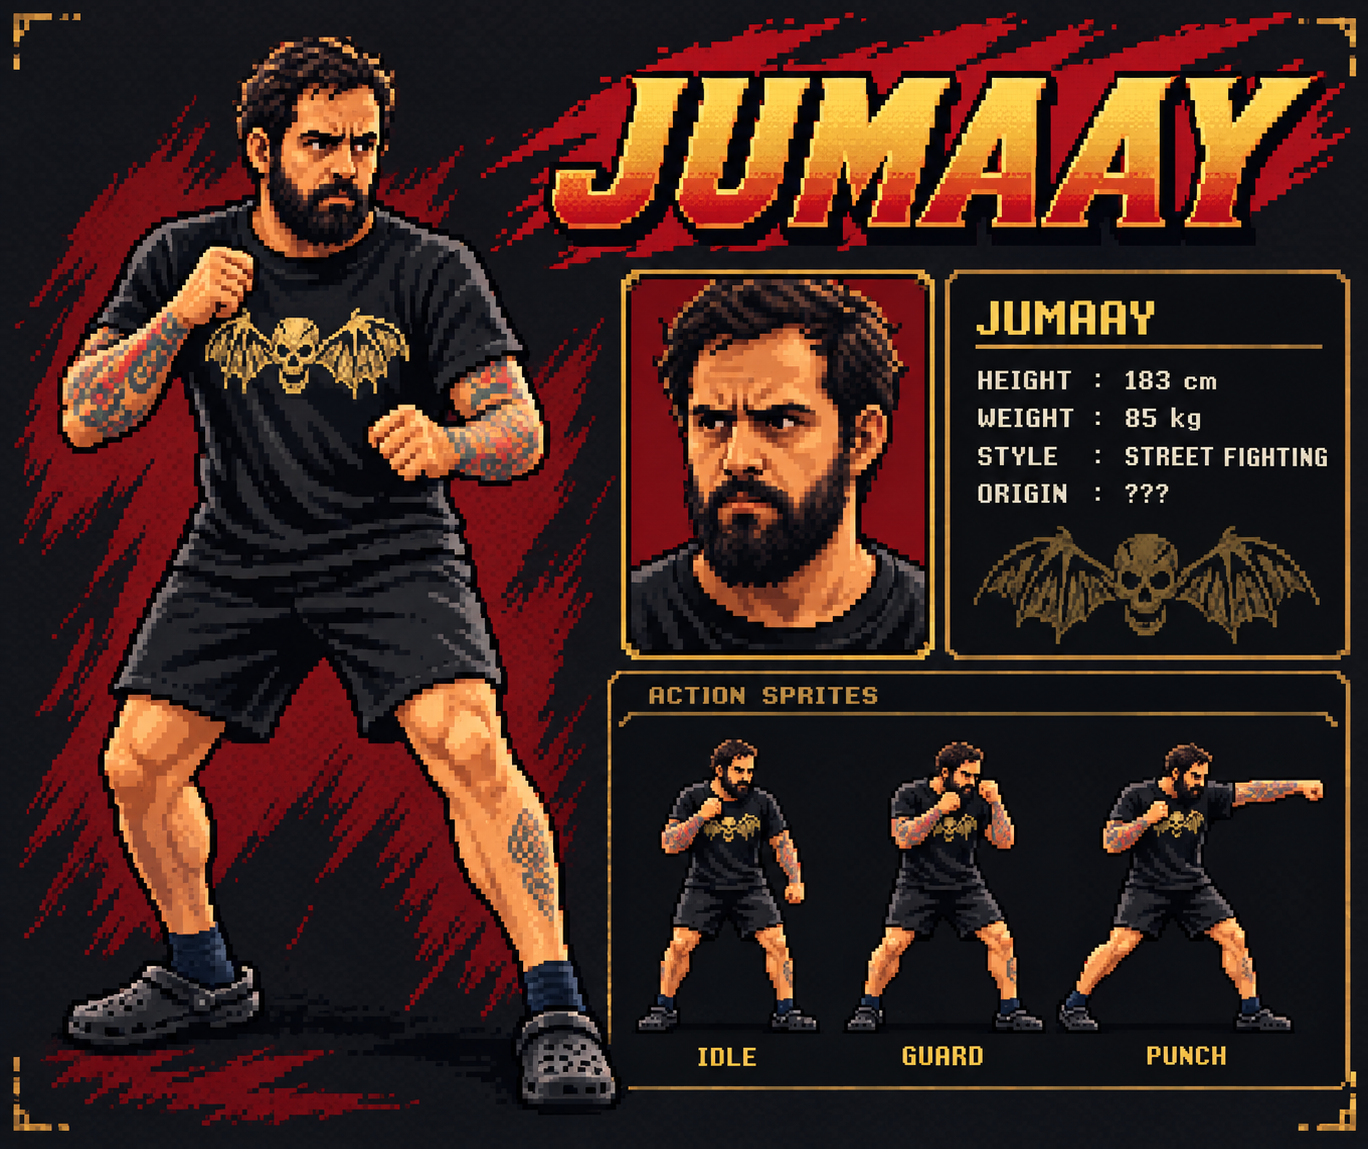 JUMAAY
JUMAAY
HEIGHT : 183 cm
WEIGHT : 85 kg
STYLE : STREET FIGHTING
ORIGIN : ???
ACTION SPRITES
IDLE
GUARD
PUNCH